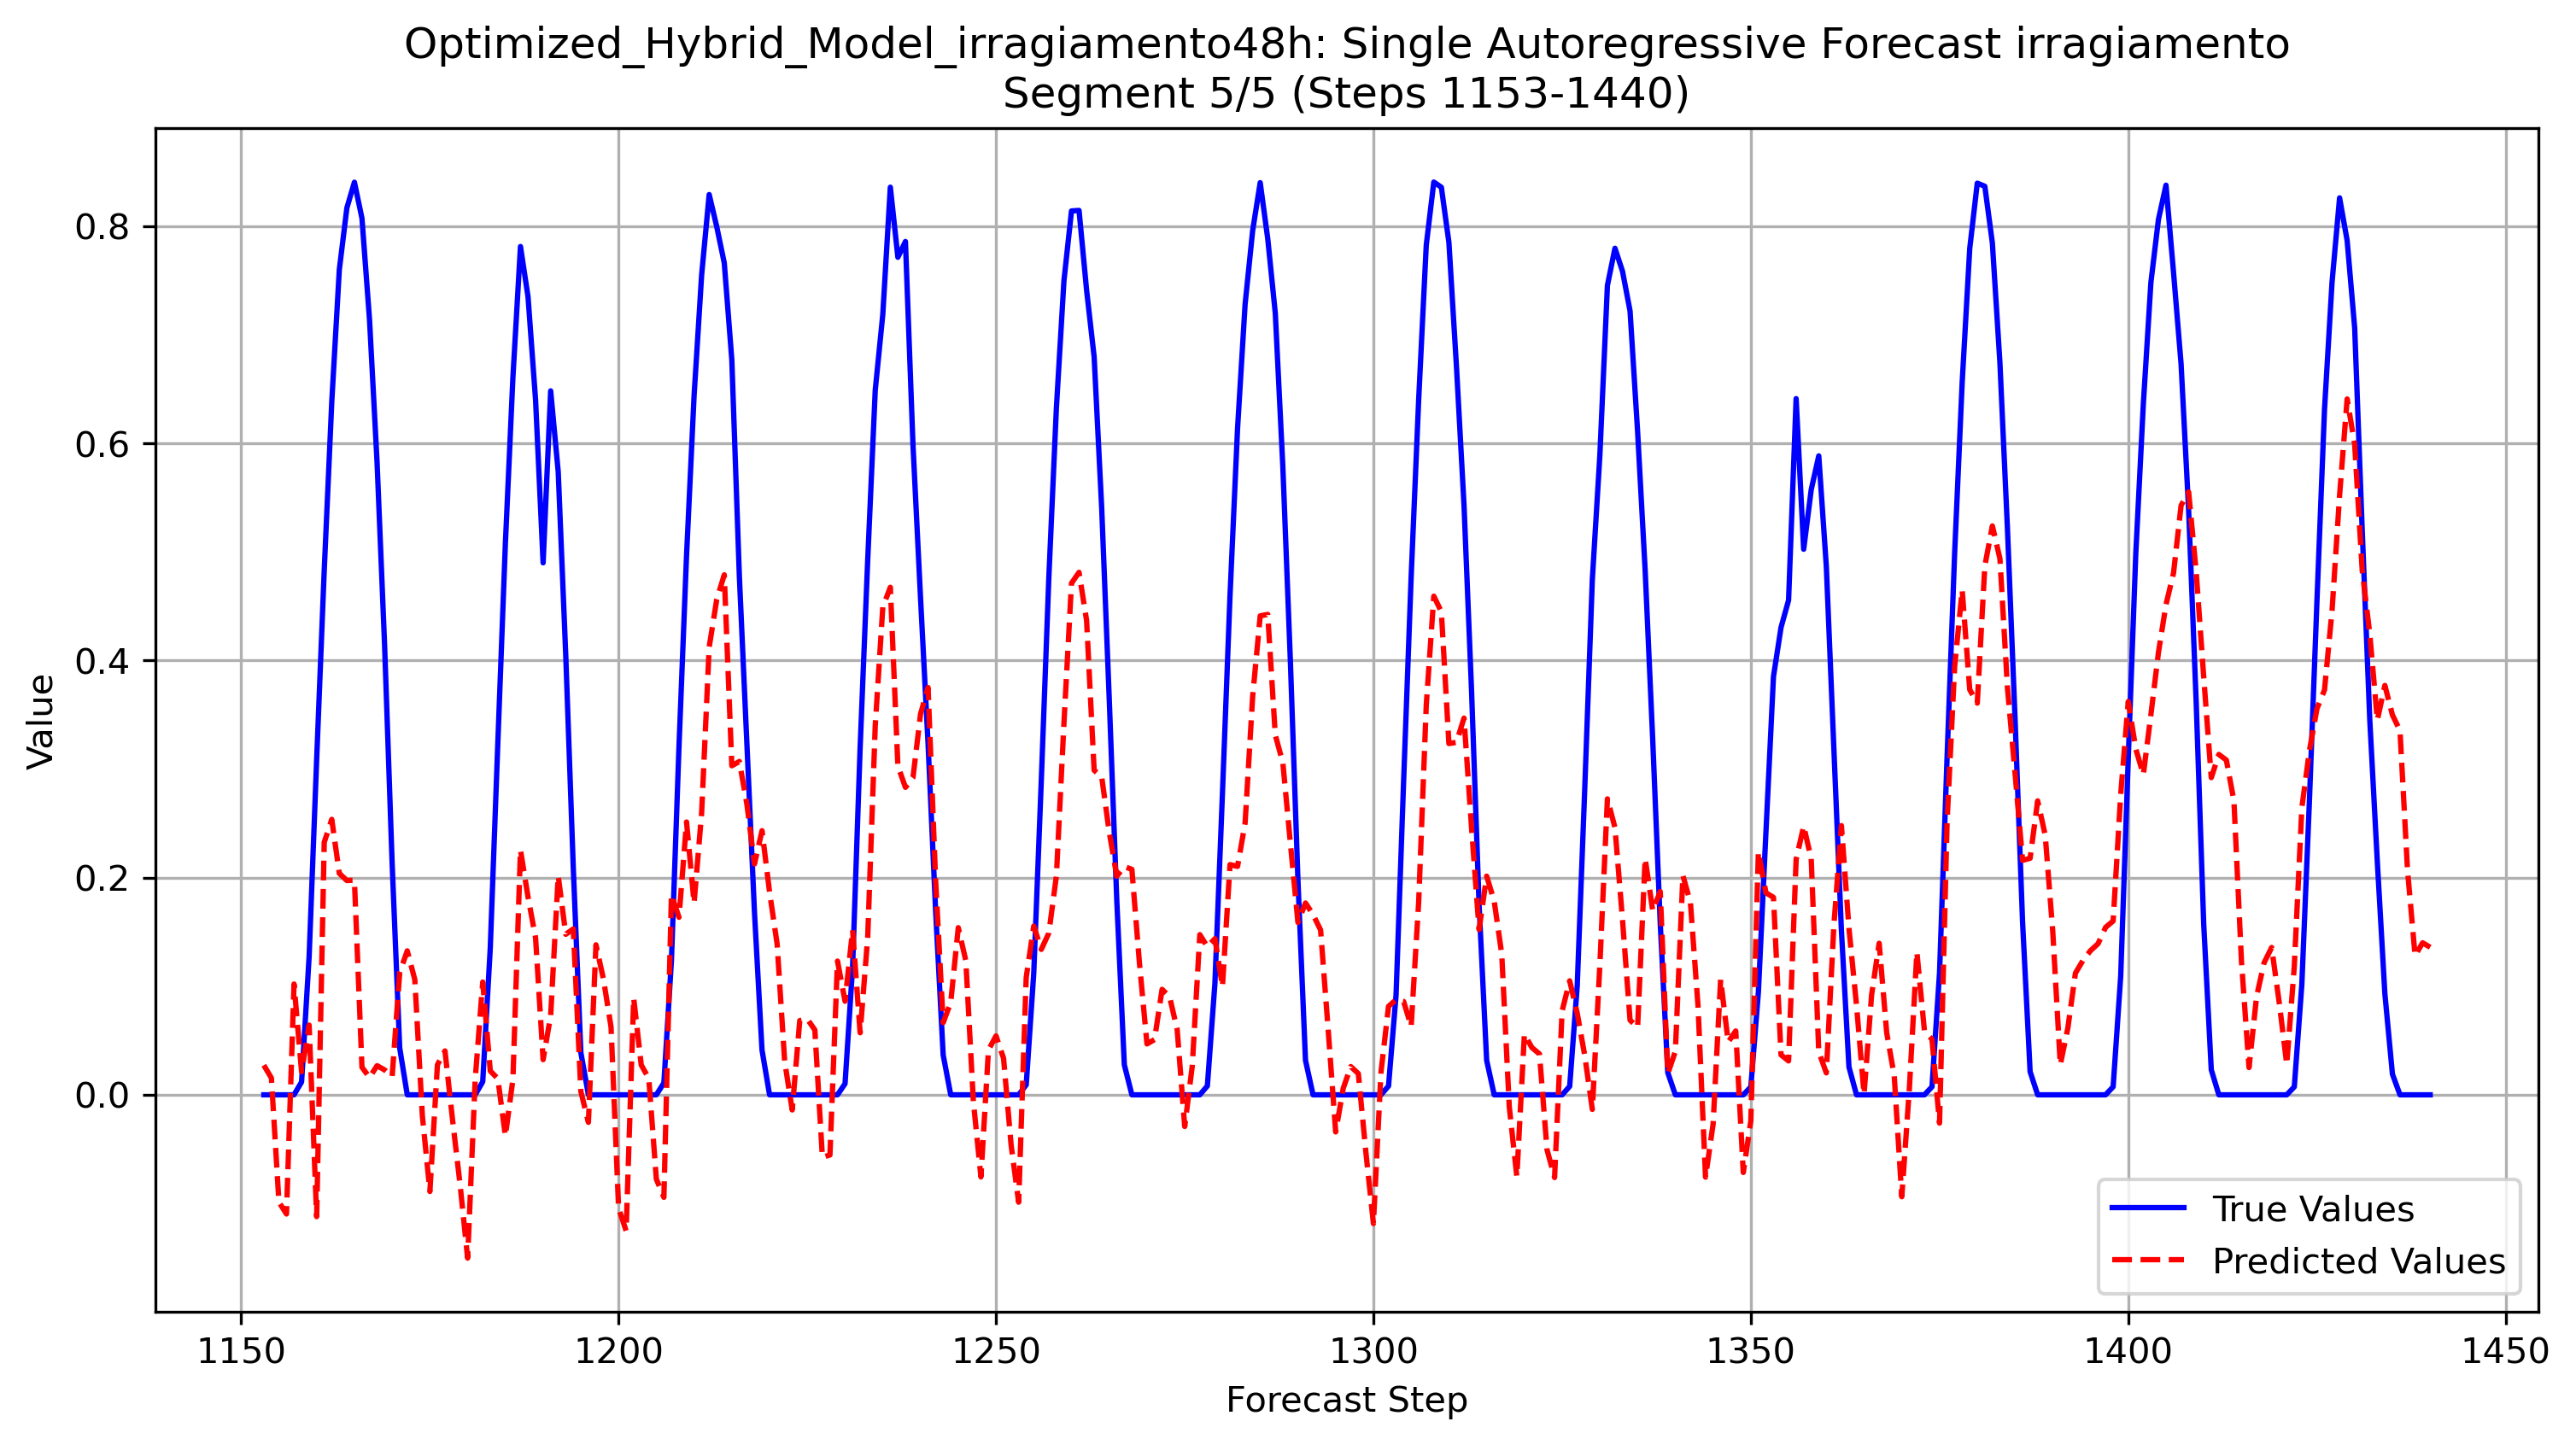 Optimized_Hybrid_Model_irragiamento48h: Single Autoregressive Forecast irragiamento
Segment 5/5 (Steps 1153-1440)
0.8
0.6
0.4
0.2
0.0
Value
1150
1200
1250
1300
1350
1400
1450
Forecast Step
True Values
Predicted Values